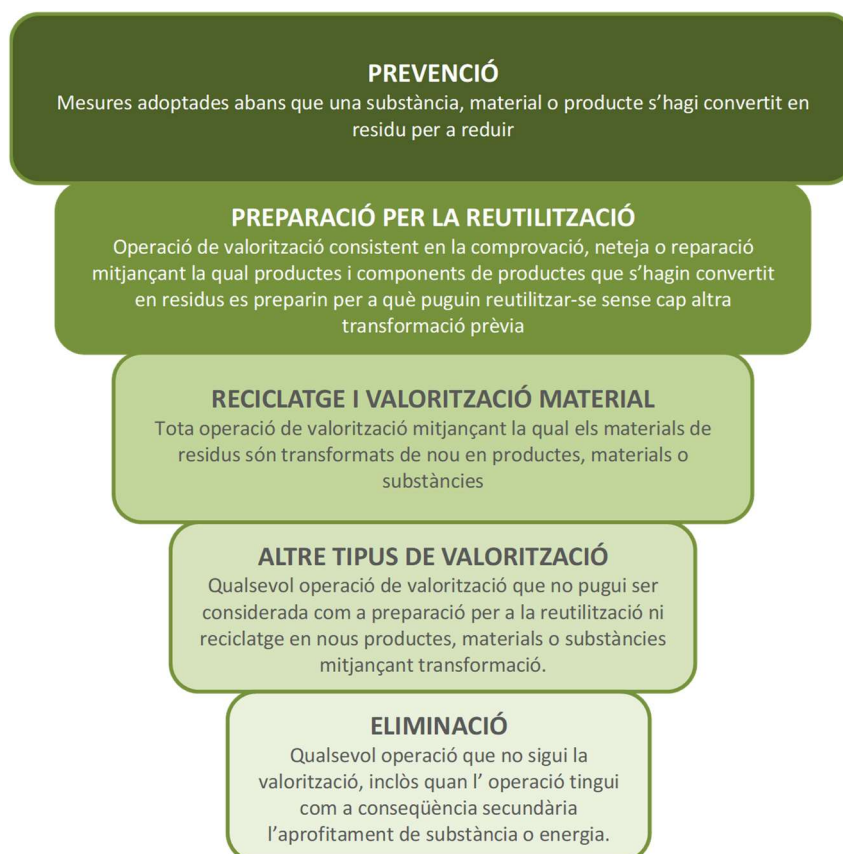 PREVENCIÓ
Mesures adoptades abans que una substància, material o producte s’hagi convertit en
residu per a reduir
PREPARACIÓ PER LA REUTILITZACIÓ
Operació de valorització consistent en la comprovació, neteja o reparació
mitjançant la qual productes i components de productes que s’hagin convertit
en residus es preparin per a què puguin reutilitzar-se sense cap altra
transformació prèvia
RECICLATGE I VALORITZACIÓ MATERIAL
Tota operació de valorització mitjançant la qual els materials de
residus són transformats de nou en productes, materials o
substàncies
ALTRE TIPUS DE VALORITZACIÓ
Qualsevol operació de valorització que no pugui ser
considerada com a preparació per a la reutilització ni
reciclatge en nous productes, materials o substàncies
mitjançant transformació.
ELIMINACIÓ
Qualsevol operació que no sigui la
valorització, inclòs quan l’ operació tingui
com a conseqüència secundària
l’aprofitament de substància o energia.